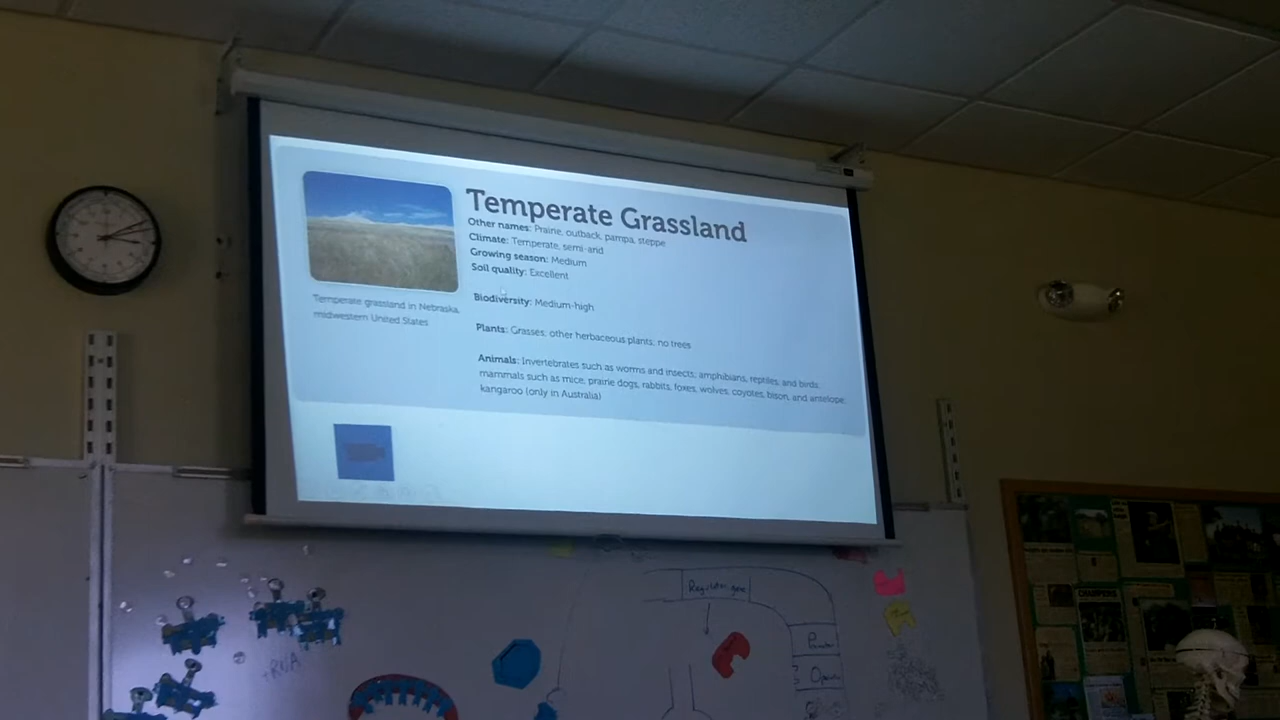 Temperate Grassland
Other names: Prairie, outback, pampa, steppe
Climate: Temperate, semi-arid
Growing season: Medium
Soil quality: Excellent
Biodiversity: Medium-high
Plants: Grasses; other herbaceous plants; no trees
Animals: Invertebrates such as worms and insects; amphibians, reptiles, and birds;
mammals such as mice, prairie dogs, rabbits, foxes, wolves, coyotes, bison, and antelope;
kangaroo (only in Australia)
Temperate grassland in Nebraska,
midwestern United States
Regulator gene
CHAMPIONS